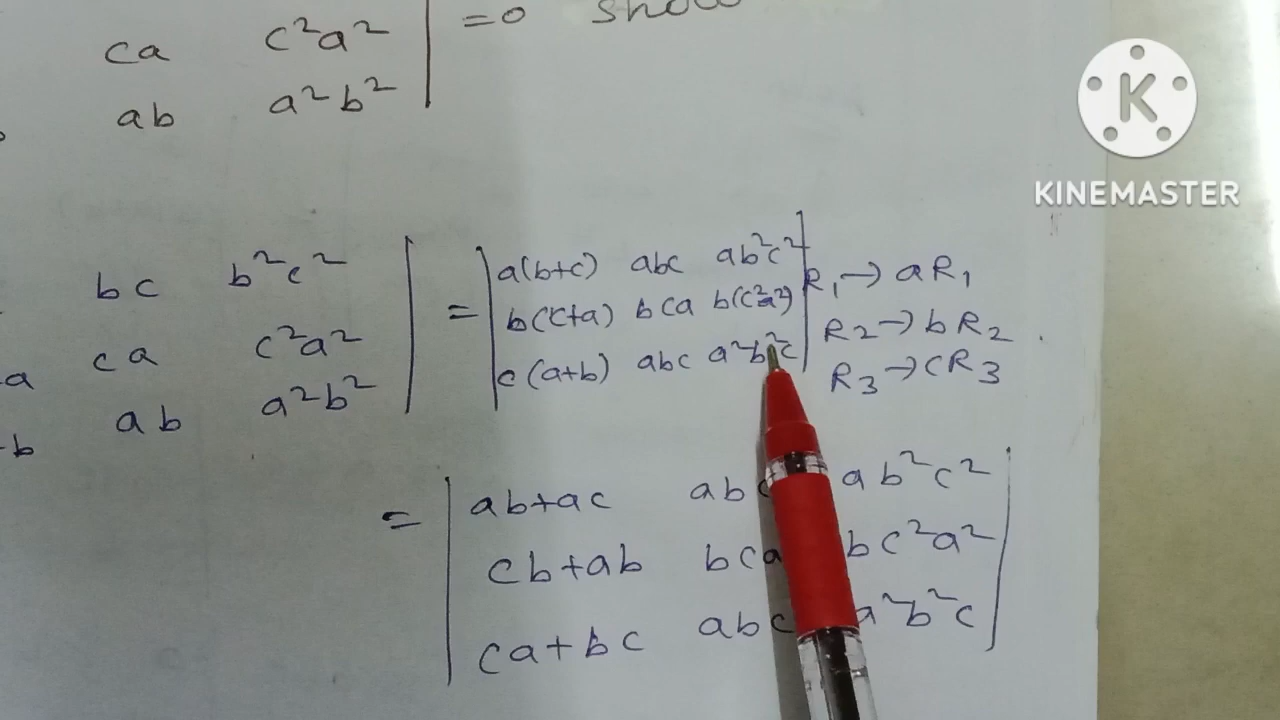 ca c²a² =0 show
ab a²b²
KINEMASTER
bc b²c² = a(b+c) abc ab²c² R₁→aR₁
ca c²a² b(c+a) bca b(c²a²) R2→bR2.
a ab a²b² c(a+b) abc a²b²c R3→CR3
-b
= ab+ac abc ab²c²
cb+ab bca bc²a²
ca+bc abc a²b²c